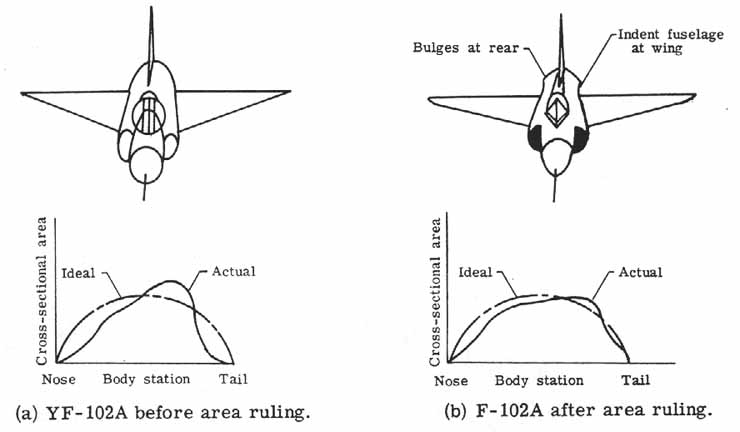 Bulges at rear
Indent fuselage
at wing
Cross-sectional area
Ideal
Actual
Nose
Body station
Tail
(a) YF-102A before area ruling.
Cross-sectional area
Ideal
Actual
Nose
Body station
Tail
(b) F-102A after area ruling.